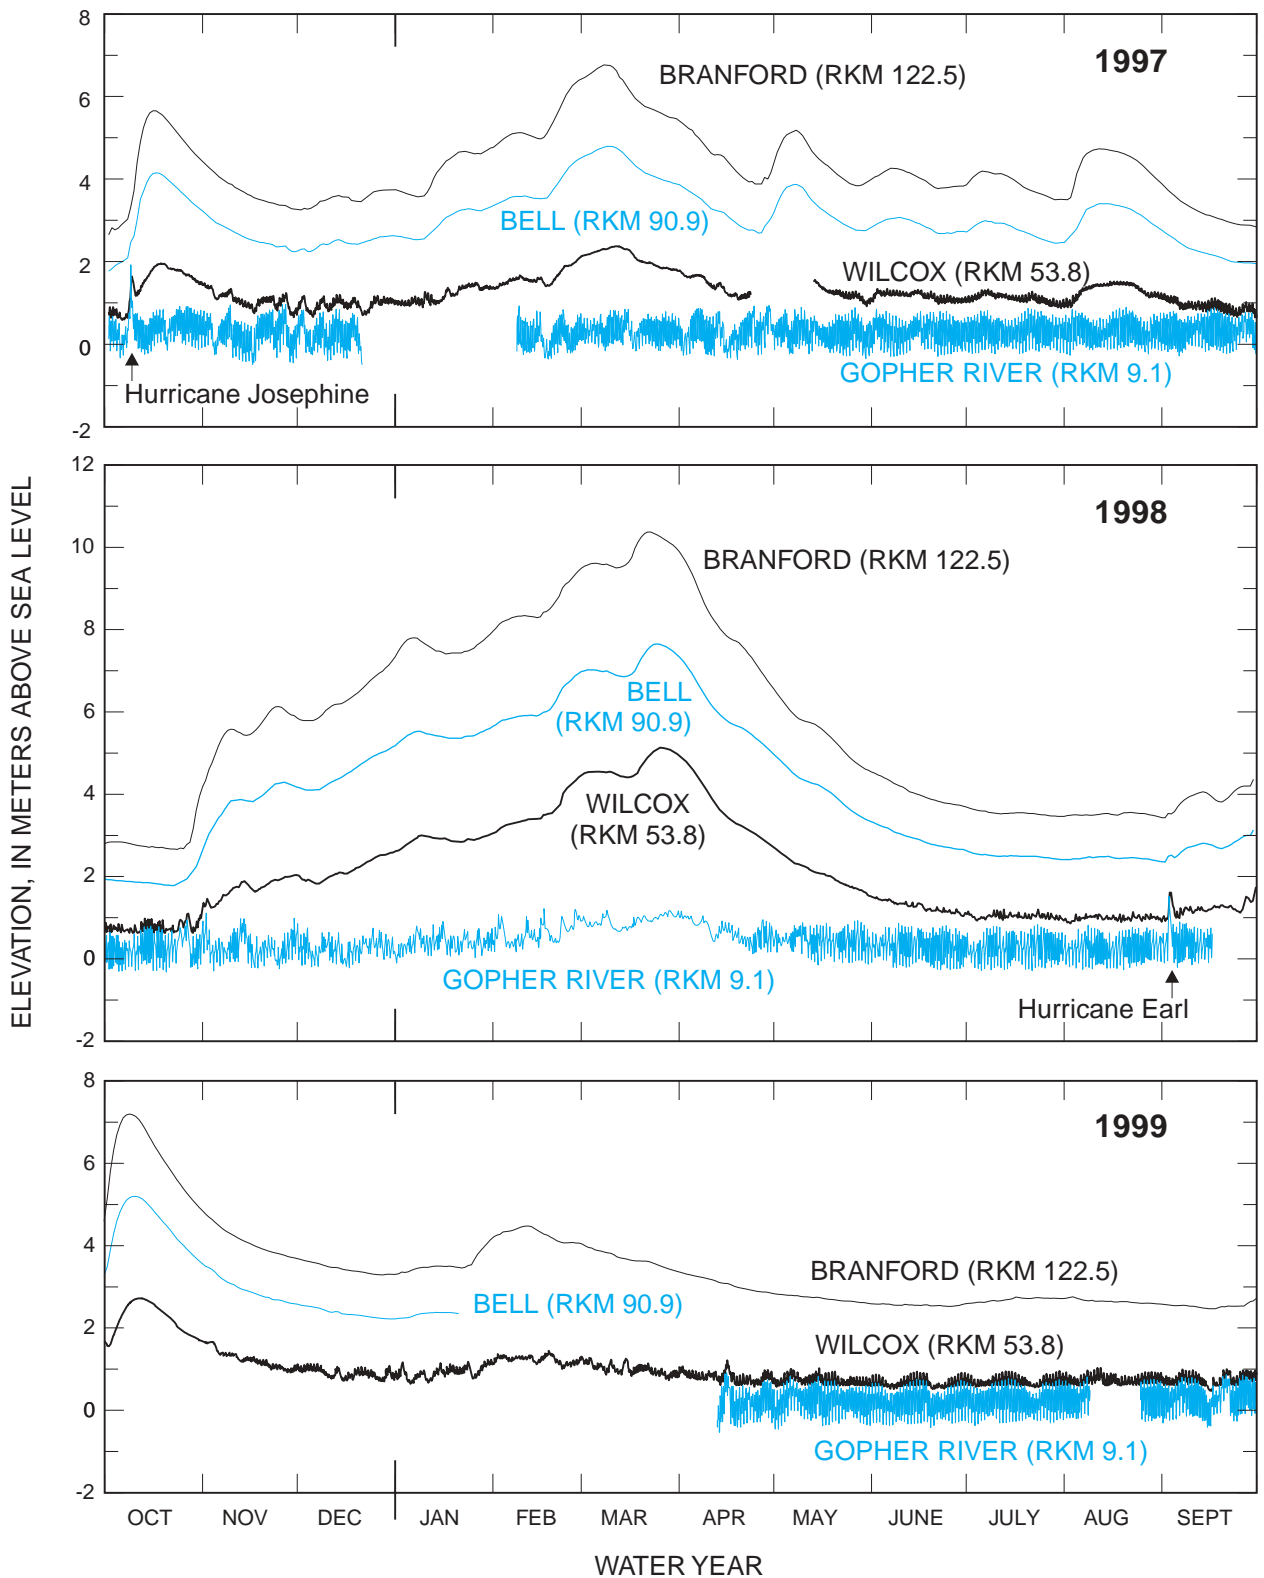 ELEVATION, IN METERS ABOVE SEA LEVEL
8
6
4
2
0
-2
1997
BRANFORD (RKM 122.5)
BELL (RKM 90.9)
WILCOX (RKM 53.8)
GOPHER RIVER (RKM 9.1)
Hurricane Josephine
12
10
8
6
4
2
0
-2
1998
BRANFORD (RKM 122.5)
BELL
(RKM 90.9)
WILCOX
(RKM 53.8)
GOPHER RIVER (RKM 9.1)
Hurricane Earl
8
6
4
2
0
-2
1999
BRANFORD (RKM 122.5)
BELL (RKM 90.9)
WILCOX (RKM 53.8)
GOPHER RIVER (RKM 9.1)
OCT NOV DEC JAN FEB MAR APR MAY JUNE JULY AUG SEPT
WATER YEAR